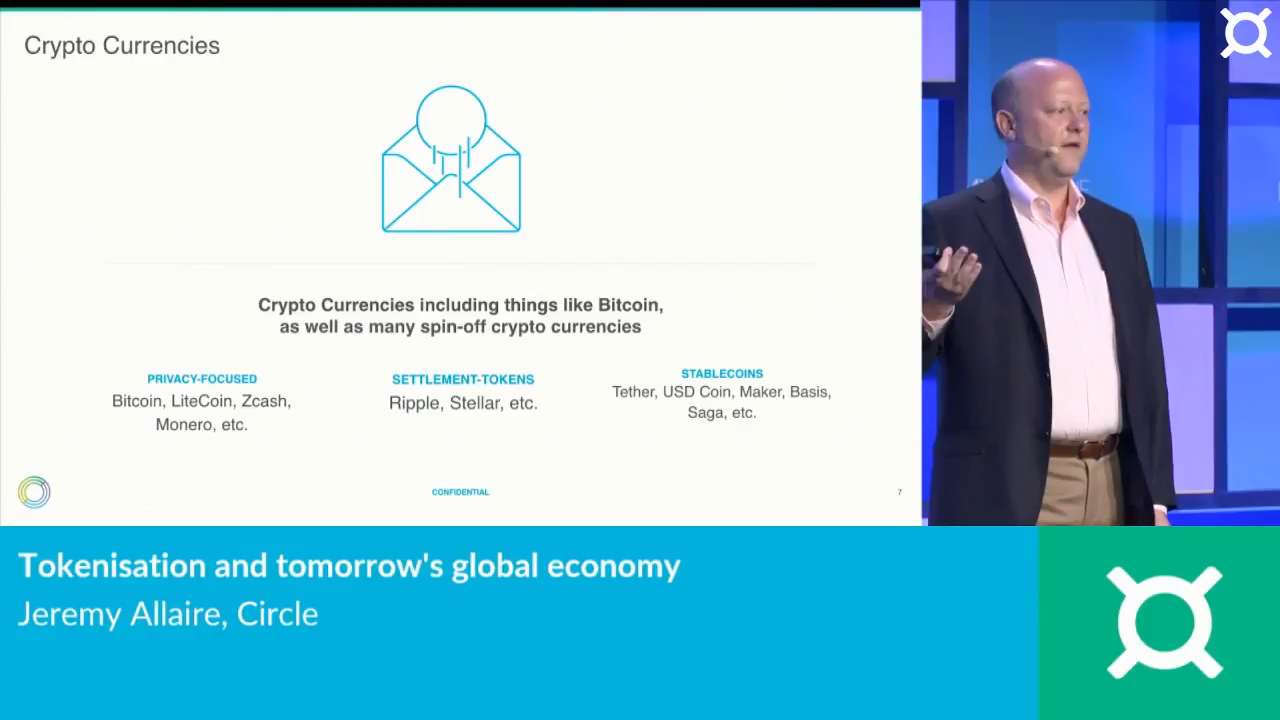 Crypto Currencies
Crypto Currencies including things like Bitcoin,
as well as many spin-off crypto currencies
PRIVACY-FOCUSED
Bitcoin, LiteCoin, Zcash,
Monero, etc.
SETTLEMENT-TOKENS
Ripple, Stellar, etc.
STABLECOINS
Tether, USD Coin, Maker, Basis,
Saga, etc.
CONFIDENTIAL
7
Tokenisation and tomorrow's global economy
Jeremy Allaire, Circle